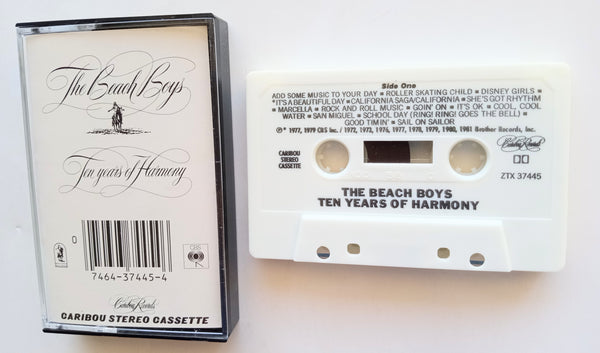 The Beach Boys
Ten years of Harmony
0
CBS
7464-37445-4
Caribou Records
CARIBOU STEREO CASSETTE
Side One
ADD SOME MUSIC TO YOUR DAY ■ ROLLER SKATING CHILD ■ DISNEY GIRLS
■ *IT'S A BEAUTIFUL DAY ■ CALIFORNIA SAGA/CALIFORNIA ■ SHE'S GOT RHYTHM
■ MARCELLA ■ ROCK AND ROLL MUSIC ■ GOIN' ON ■ IT'S OK ■ COOL, COOL
WATER ■ SAN MIGUEL ■ SCHOOL DAY (RING! RING! GOES THE BELL) ■
GOOD TIMIN' ■ SAIL ON SAILOR
℗ * 1977, 1979 CBS Inc. / 1972, 1973, 1976, 1977, 1978, 1979, 1980, 1981 Brother Records, Inc.
CARIBOU
STEREO
CASSETTE
Caribou Records
ZTX 37445
THE BEACH BOYS
TEN YEARS OF HARMONY